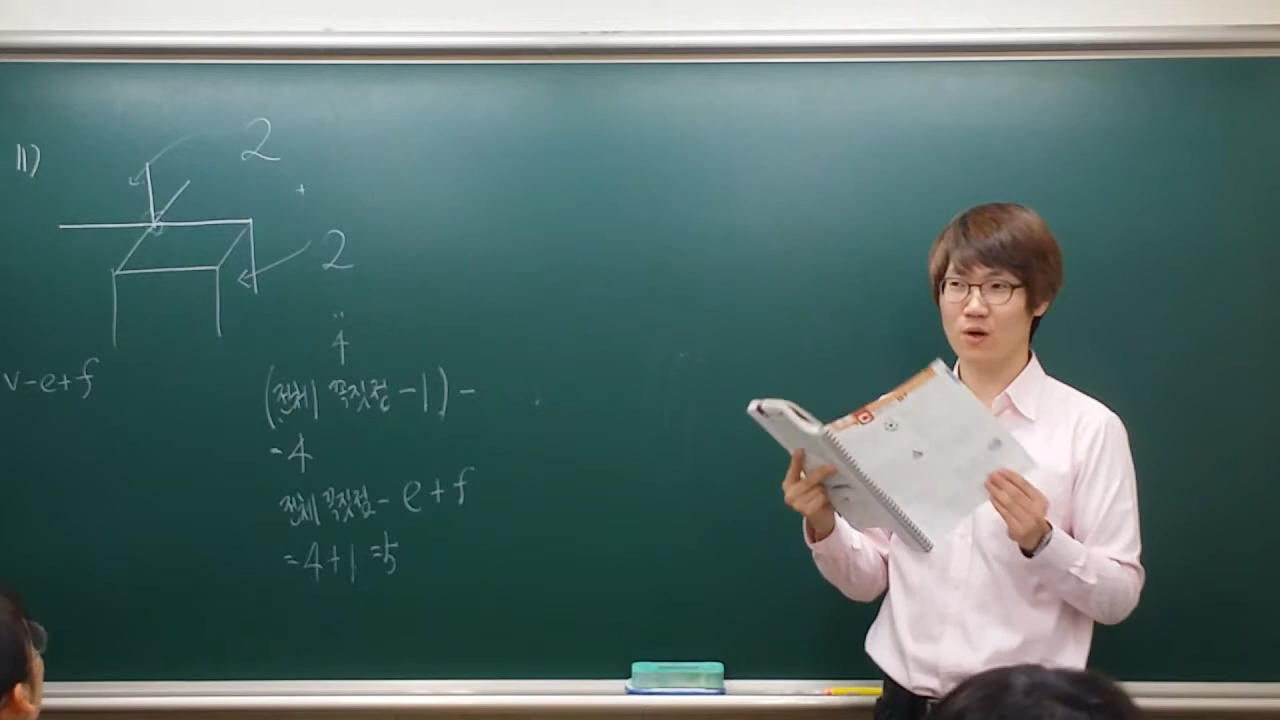 11)
2
+
2
4
v-e+f
(전체 꼭짓점 -1) -
=4
전체 꼭짓점 - e+f
=4+1=5